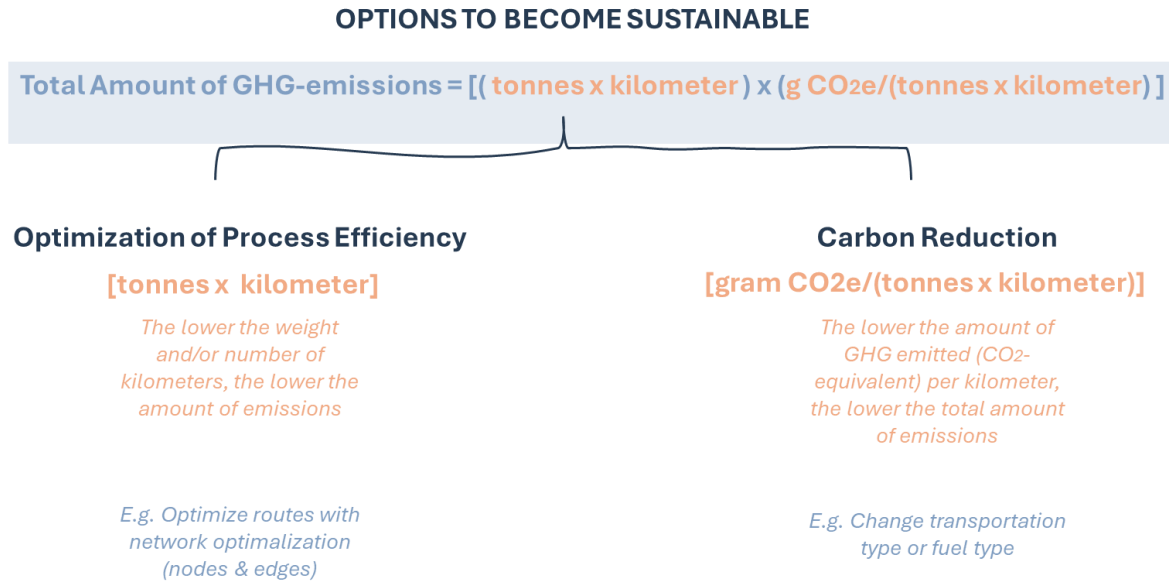 OPTIONS TO BECOME SUSTAINABLE
Total Amount of GHG-emissions = [( tonnes x kilometer ) x (g CO2e/(tonnes x kilometer) ]
Optimization of Process Efficiency
[tonnes x kilometer]
The lower the weight
and/or number of
kilometers, the lower the
amount of emissions
E.g. Optimize routes with
network optimalization
(nodes & edges)
Carbon Reduction
[gram CO2e/(tonnes x kilometer)]
The lower the amount of
GHG emitted (CO2-
equivalent) per kilometer,
the lower the total amount
of emissions
E.g. Change transportation
type or fuel type